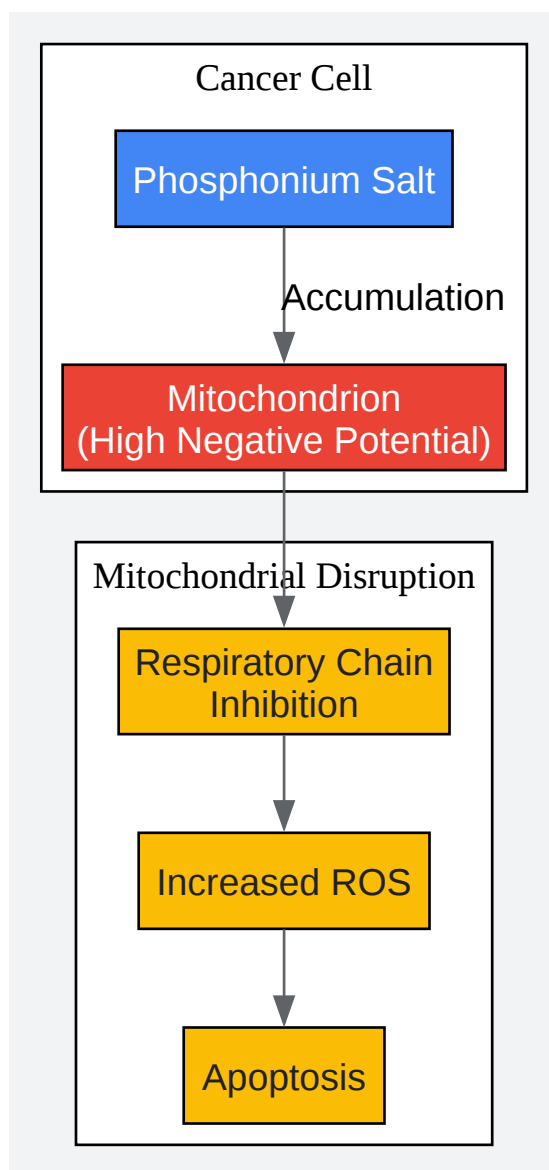 Cancer Cell
Phosphonium Salt
Accumulation
Mitochondrion
(High Negative Potential)
Mitochondrial Disruption
Respiratory Chain
Inhibition
Increased ROS
Apoptosis